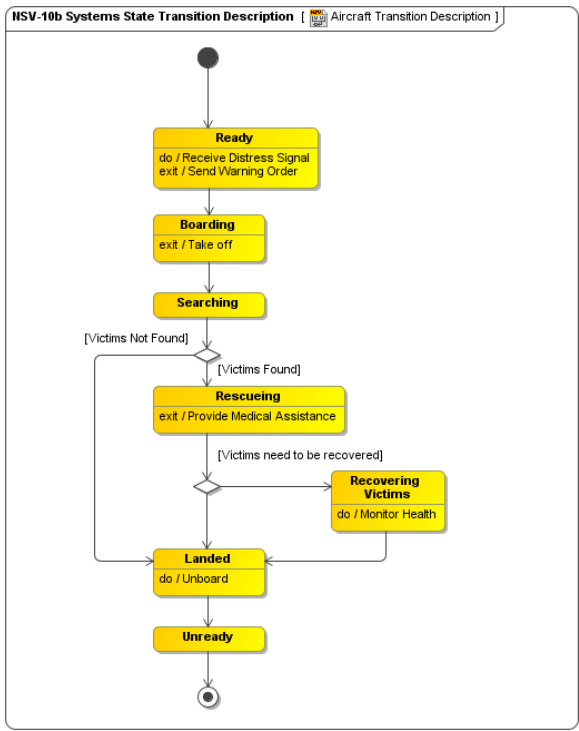 NSV-10b Systems State Transition Description [ NSV Aircraft Transition Description ]
Ready
do / Receive Distress Signal
exit / Send Warning Order
Boarding
exit / Take off
Searching
[Victims Not Found]
[Victims Found]
Rescueing
exit / Provide Medical Assistance
[Victims need to be recovered]
Recovering
Victims
do / Monitor Health
Landed
do / Unboard
Unready